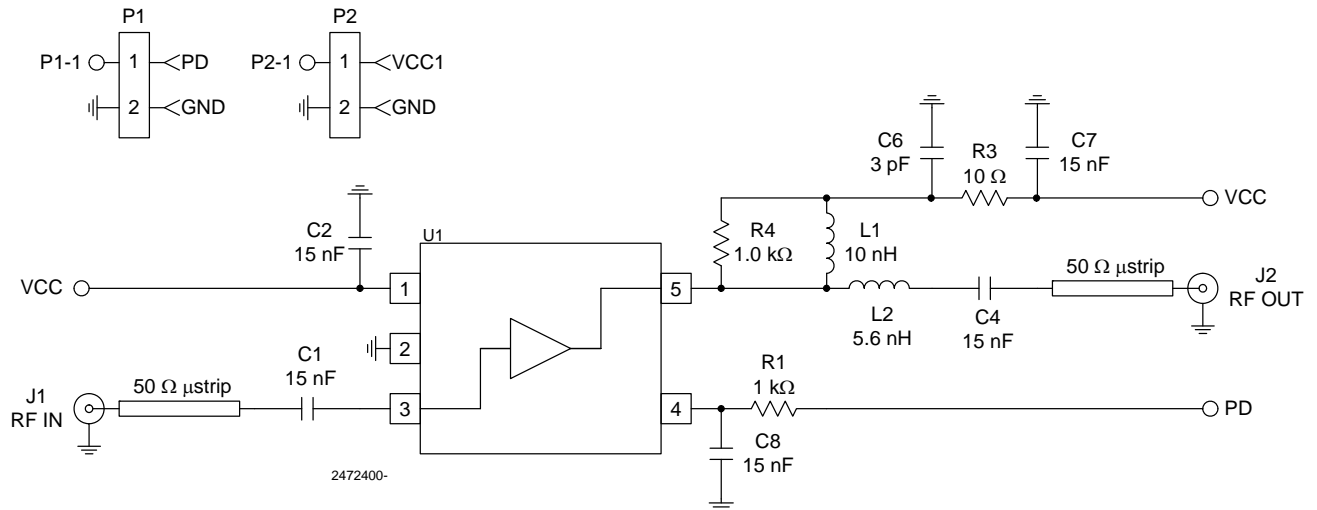 P1
P2
P1-1
1
PD
2
GND
P2-1
1
VCC1
2
GND
C6
3 pF
R3
10 Ω
C7
15 nF
VCC
C2
15 nF
U1
R4
1.0 kΩ
L1
10 nH
VCC
1
5
50 Ω μstrip
J2
RF OUT
L2
5.6 nH
C4
15 nF
2
C1
15 nF
R1
1 kΩ
J1
RF IN
50 Ω μstrip
3
4
PD
C8
15 nF
2472400-